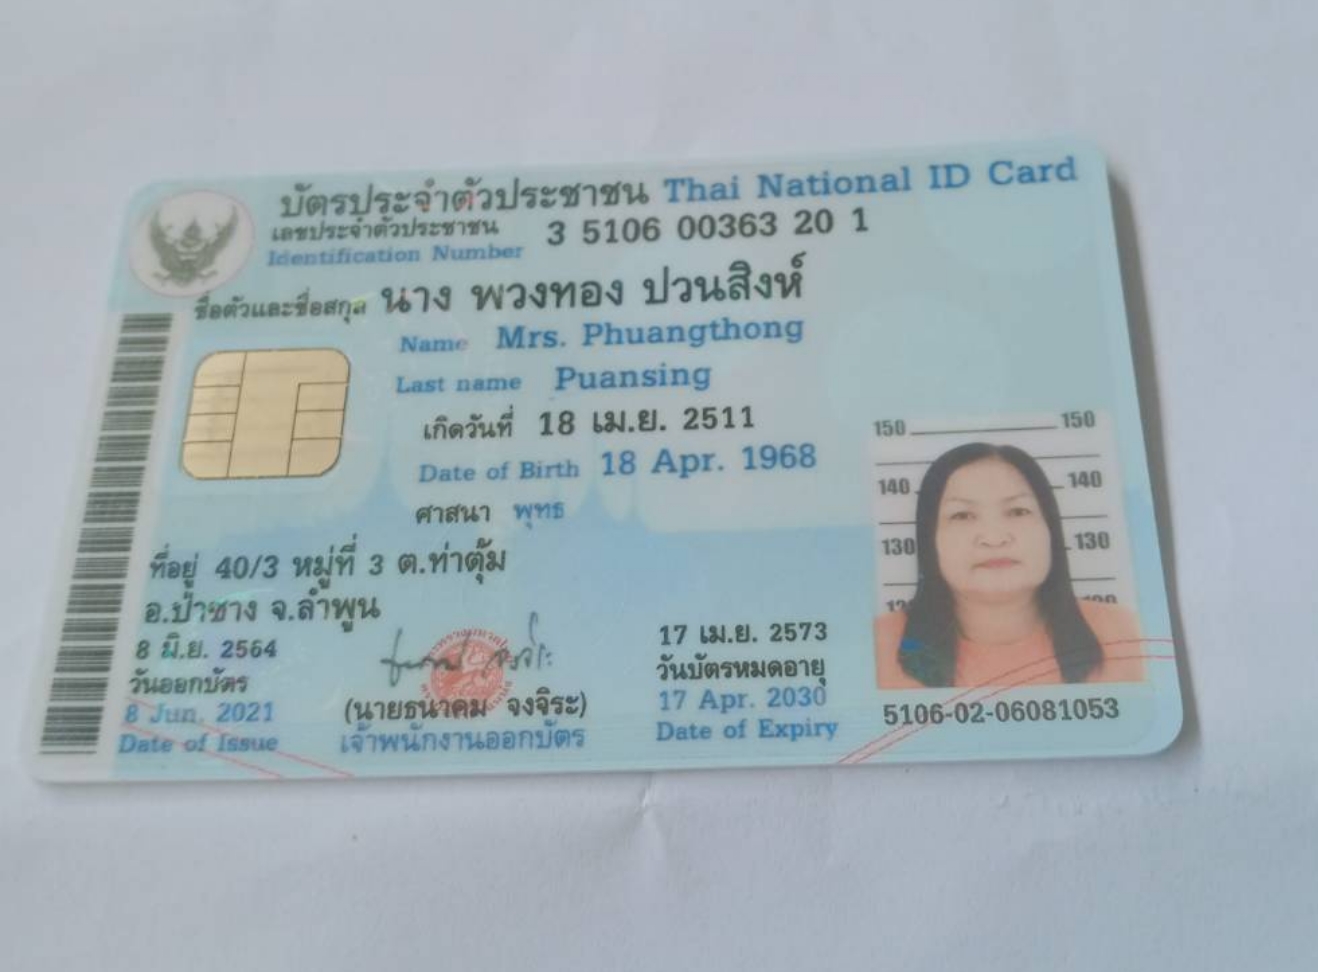 บัตรประจำตัวประชาชน Thai National ID Card
เลขประจำตัวประชาชน
Identification Number 3 5106 00363 20 1
ชื่อตัวและชื่อสกุล นาง พวงทอง ปวนสิงห์
Name Mrs. Phuangthong
Last name Puansing
เกิดวันที่ 18 เม.ย. 2511
Date of Birth 18 Apr. 1968
ศาสนา พุทธ
ที่อยู่ 40/3 หมู่ที่ 3 ต.ท่าตุ้ม
อ.ป่าซาง จ.ลำพูน
8 มิ.ย. 2564
วันออกบัตร
8 Jun. 2021
Date of Issue
(นายธนาคม จงจิระ)
เจ้าพนักงานออกบัตร
17 เม.ย. 2573
วันบัตรหมดอายุ
17 Apr. 2030
Date of Expiry
150 150
140 140
130 130
5106-02-06081053